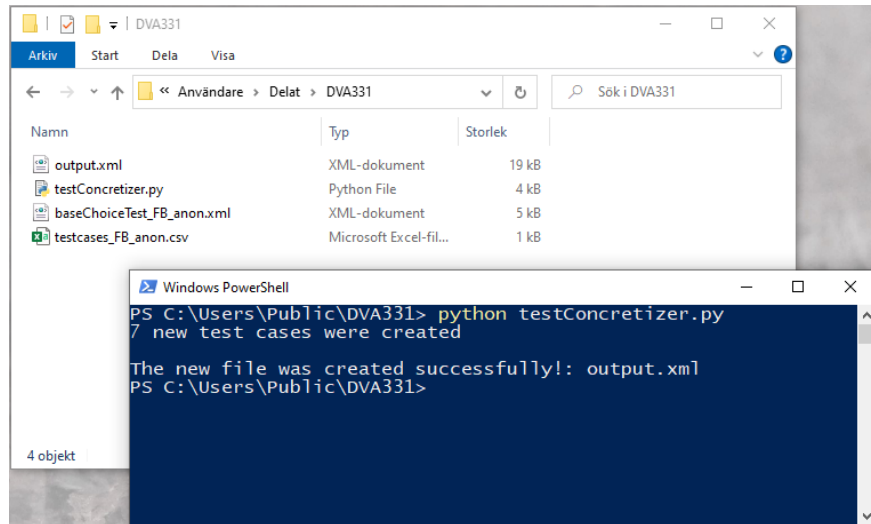 DVA331
Arkiv Start Dela Visa
« Användare > Delat > DVA331 Sök i DVA331
Namn Typ Storlek
output.xml XML-dokument 19 kB
testConcretizer.py Python File 4 kB
baseChoiceTest_FB_anon.xml XML-dokument 5 kB
testcases_FB_anon.csv Microsoft Excel-fil... 1 kB
Windows PowerShell
PS C:\Users\Public\DVA331> python testConcretizer.py
7 new test cases were created
The new file was created successfully!: output.xml
PS C:\Users\Public\DVA331>
4 objekt